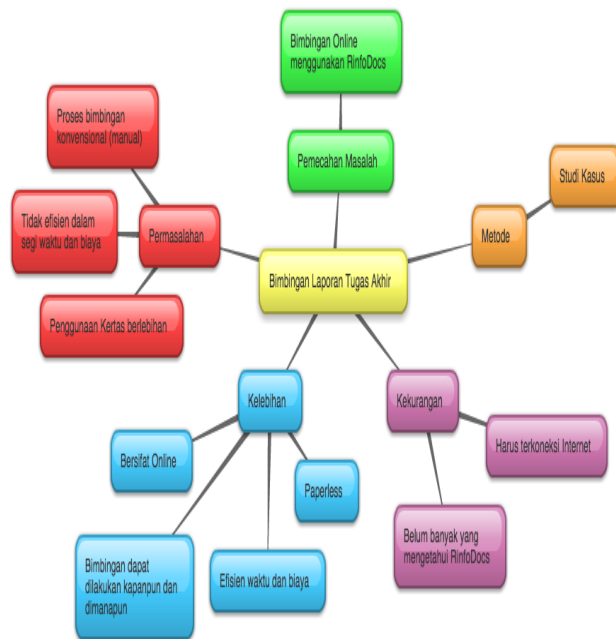 Bimbingan Online
menggunakan RinfoDocs
Proses bimbingan
konvensional (manual)
Pemecahan Masalah
Studi Kasus
Tidak efisien dalam
segi waktu dan biaya
Permasalahan
Metode
Bimbingan Laporan Tugas Akhir
Penggunaan Kertas berlebihan
Kelebihan
Kekurangan
Bersifat Online
Harus terkoneksi Internet
Paperless
Belum banyak yang
mengetahui RinfoDocs
Bimbingan dapat
dilakukan kapanpun dan
dimanapun
Efisien waktu dan biaya